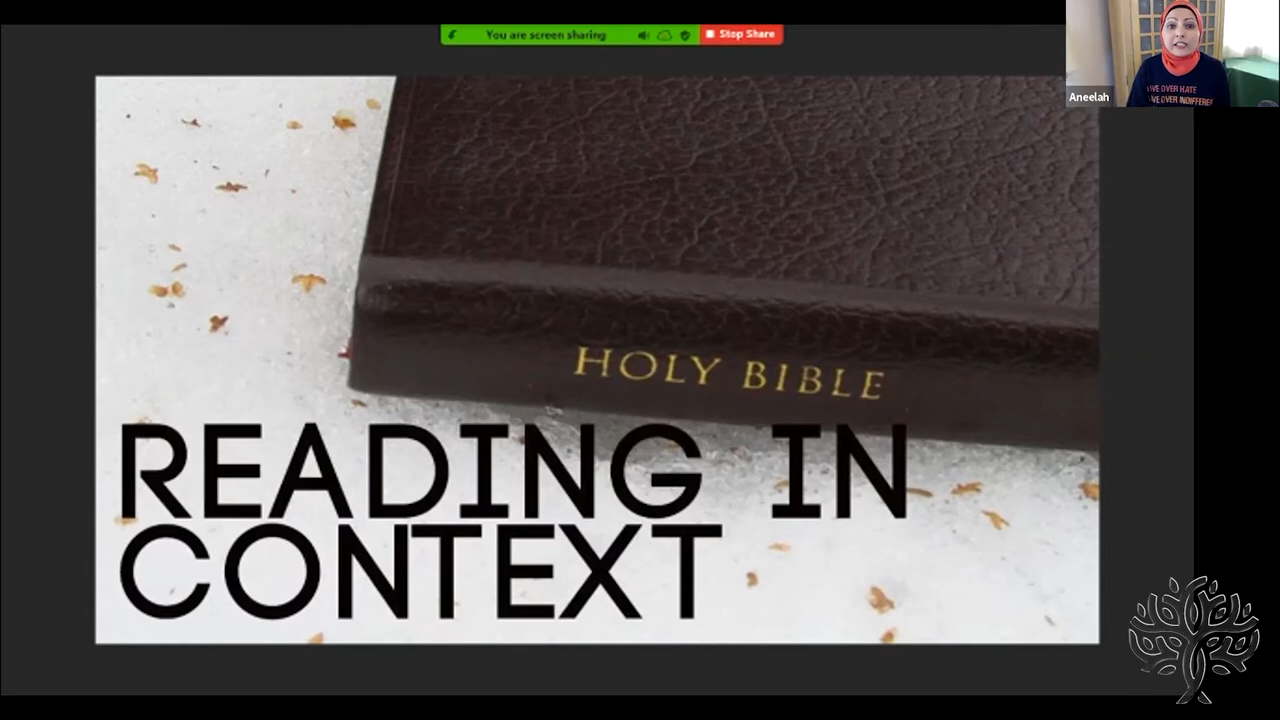 You are screen sharing
Stop Share
Aneelah
HOLY BIBLE
READING IN
CONTEXT